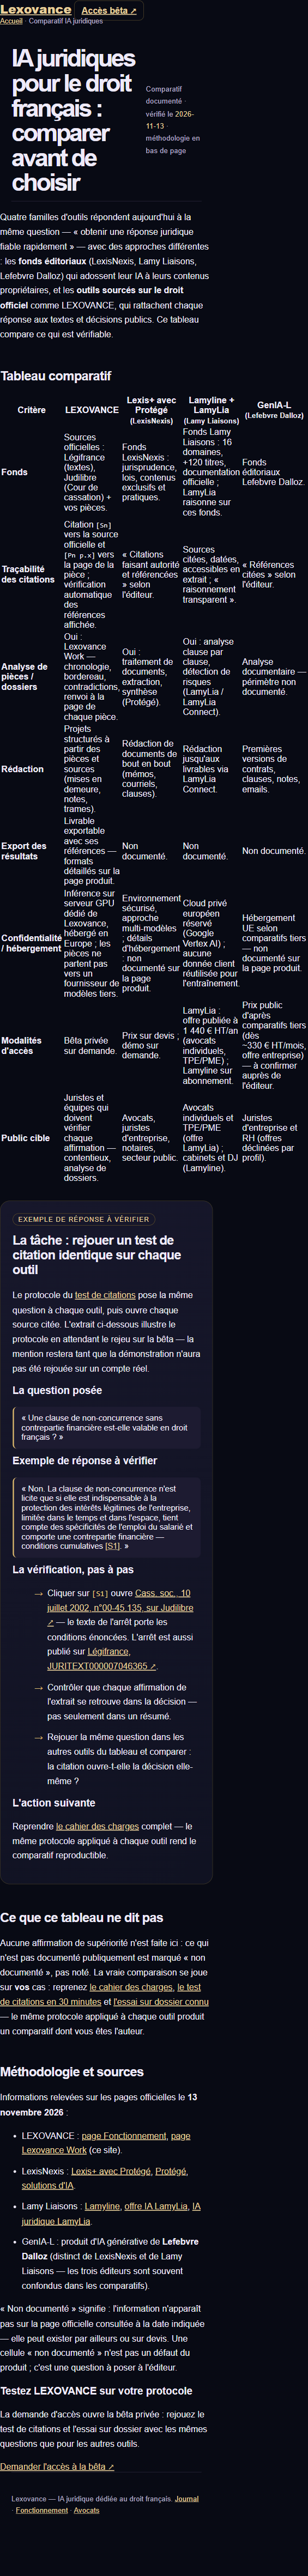 Lexovance
Accès bêta ↗
Accueil · Comparatif IA juridiques
IA juridiques
pour le droit
français :
comparer
avant de
choisir
Comparatif
documenté ·
vérifié le 2026-
11-13 ·
méthodologie en
bas de page
Quatre familles d'outils répondent aujourd'hui à la
même question — « obtenir une réponse juridique
fiable rapidement » — avec des approches différentes
: les fonds éditoriaux (LexisNexis, Lamy Liaisons,
Lefebvre Dalloz) qui adossent leur IA à leurs contenus
propriétaires, et les outils sourcés sur le droit
officiel comme LEXOVANCE, qui rattachent chaque
réponse aux textes et décisions publics. Ce tableau
compare ce qui est vérifiable.
Tableau comparatif
Critère
LEXOVANCE
Lexis+ avec
Protégé
(LexisNexis)
Lamyline +
LamyLia
(Lamy Liaisons)
GenIA-L
(Lefebvre Dalloz)
Fonds
Sources
officielles :
Légifrance
(textes),
Judilibre
(Cour de
cassation) +
vos pièces.
Fonds
LexisNexis :
jurisprudence,
lois, contenus
exclusifs et
pratiques.
Fonds Lamy
Liaisons : 16
domaines,
+120 titres,
documentation
officielle ;
LamyLia
raisonne sur
ces fonds.
Fonds
éditoriaux
Lefebvre Dalloz.
Traçabilité
des citations
Citation [Sn]
vers la source
officielle et
[Pn p.x] vers
la page de la
pièce ;
vérification
automatique
des
références
affichée.
« Citations
faisant autorité
et référencées
» selon
l'éditeur.
Sources
citées, datées,
accessibles en
extrait ; «
raisonnement
transparent ».
« Références
citées » selon
l'éditeur.
Analyse de
pièces /
dossiers
Oui :
Lexovance
Work —
chronologie,
bordereau,
contradictions,
renvoi à la
page de
chaque pièce.
Oui :
traitement de
documents,
extraction,
synthèse
(Protégé).
Oui : analyse
clause par
clause,
détection de
risques
(LamyLia /
LamyLia
Connect).
Analyse
documentaire —
périmètre non
documenté.
Rédaction
Projets
structurés à
partir des
pièces et
sources
(mises en
demeure,
notes,
trames).
Rédaction de
documents de
bout en bout
(mémos,
courriels,
clauses).
Rédaction
jusqu'aux
livrables via
LamyLia
Connect.
Premières
versions de
contrats,
clauses, notes,
emails.
Export des
résultats
Livrable
exportable
avec ses
références —
formats
détaillés sur la
page produit.
Non
documenté.
Non
documenté.
Non documenté.
Confidentialité
/ hébergement
Inférence sur
serveur GPU
dédié de
Lexovance,
hébergé en
Europe ; les
pièces ne
partent pas
vers un
fournisseur de
modèles tiers.
Environnement
sécurisé,
approche
multi-modèles
; détails
d'hébergement
: non
documenté sur
la page
produit.
Cloud privé
européen
réservé
(Google
Vertex AI) ;
aucune
donnée client
réutilisée pour
l'entraînement.
Hébergement
UE selon
comparatifs tiers
— non
documenté sur
la page produit.
Modalités
d'accès
Bêta privée
sur demande.
Prix sur devis ;
démo sur
demande.
LamyLia :
offre publiée à
1 440 € HT/an
(avocats
individuels,
TPE/PME) ;
Lamyline sur
abonnement.
Prix public
d'après
comparatifs tiers
(dès
~330 € HT/mois,
offre entreprise)
— à confirmer
auprès de
l'éditeur.
Public cible
Juristes et
équipes qui
doivent
vérifier
chaque
affirmation —
contentieux,
analyse de
dossiers.
Avocats,
juristes
d'entreprise,
notaires,
secteur public.
Avocats
individuels et
TPE/PME
(offre
LamyLia) ;
cabinets et DJ
(Lamyline).
Juristes
d'entreprise et
RH (offres
déclinées par
profil).
EXEMPLE DE RÉPONSE À VÉRIFIER
La tâche : rejouer un test de
citation identique sur chaque
outil
Le protocole du test de citations pose la même
question à chaque outil, puis ouvre chaque
source citée. L'extrait ci-dessous illustre le
protocole en attendant le rejeu sur la bêta — la
mention restera tant que la démonstration n'aura
pas été rejouée sur un compte réel.
La question posée
« Une clause de non-concurrence sans
contrepartie financière est-elle valable en droit
français ? »
Exemple de réponse à vérifier
« Non. La clause de non-concurrence n'est
licite que si elle est indispensable à la
protection des intérêts légitimes de l'entreprise,
limitée dans le temps et dans l'espace, tient
compte des spécificités de l'emploi du salarié et
comporte une contrepartie financière —
conditions cumulatives [S1]. »
La vérification, pas à pas
→ Cliquer sur [S1] ouvre Cass. soc., 10
juillet 2002, n°00-45.135, sur Judilibre
↗ — le texte de l'arrêt porte les
conditions énoncées. L'arrêt est aussi
publié sur Légifrance,
JURITEXT000007046365 ↗.
→ Contrôler que chaque affirmation de
l'extrait se retrouve dans la décision —
pas seulement dans un résumé.
→ Rejouer la même question dans les
autres outils du tableau et comparer :
la citation ouvre-t-elle la décision elle-
même ?
L'action suivante
Reprendre le cahier des charges complet — le
même protocole appliqué à chaque outil rend le
comparatif reproductible.
Ce que ce tableau ne dit pas
Aucune affirmation de supériorité n'est faite ici : ce qui
n'est pas documenté publiquement est marqué « non
documenté », pas noté. La vraie comparaison se joue
sur vos cas : reprenez le cahier des charges, le test
de citations en 30 minutes et l'essai sur dossier connu
— le même protocole appliqué à chaque outil produit
un comparatif dont vous êtes l'auteur.
Méthodologie et sources
Informations relevées sur les pages officielles le 13
novembre 2026 :
• LEXOVANCE : page Fonctionnement, page
Lexovance Work (ce site).
• LexisNexis : Lexis+ avec Protégé, Protégé,
solutions d'IA.
• Lamy Liaisons : Lamyline, offre IA LamyLia, IA
juridique LamyLia.
• GenIA-L : produit d'IA générative de Lefebvre
Dalloz (distinct de LexisNexis et de Lamy
Liaisons — les trois éditeurs sont souvent
confondus dans les comparatifs).
« Non documenté » signifie : l'information n'apparaît
pas sur la page officielle consultée à la date indiquée
— elle peut exister par ailleurs ou sur devis. Une
cellule « non documenté » n'est pas un défaut du
produit ; c'est une question à poser à l'éditeur.
Testez LEXOVANCE sur votre protocole
La demande d'accès ouvre la bêta privée : rejouez le
test de citations et l'essai sur dossier avec les mêmes
questions que pour les autres outils.
Demander l'accès à la bêta ↗
Lexovance — IA juridique dédiée au droit français. Journal
· Fonctionnement · Avocats